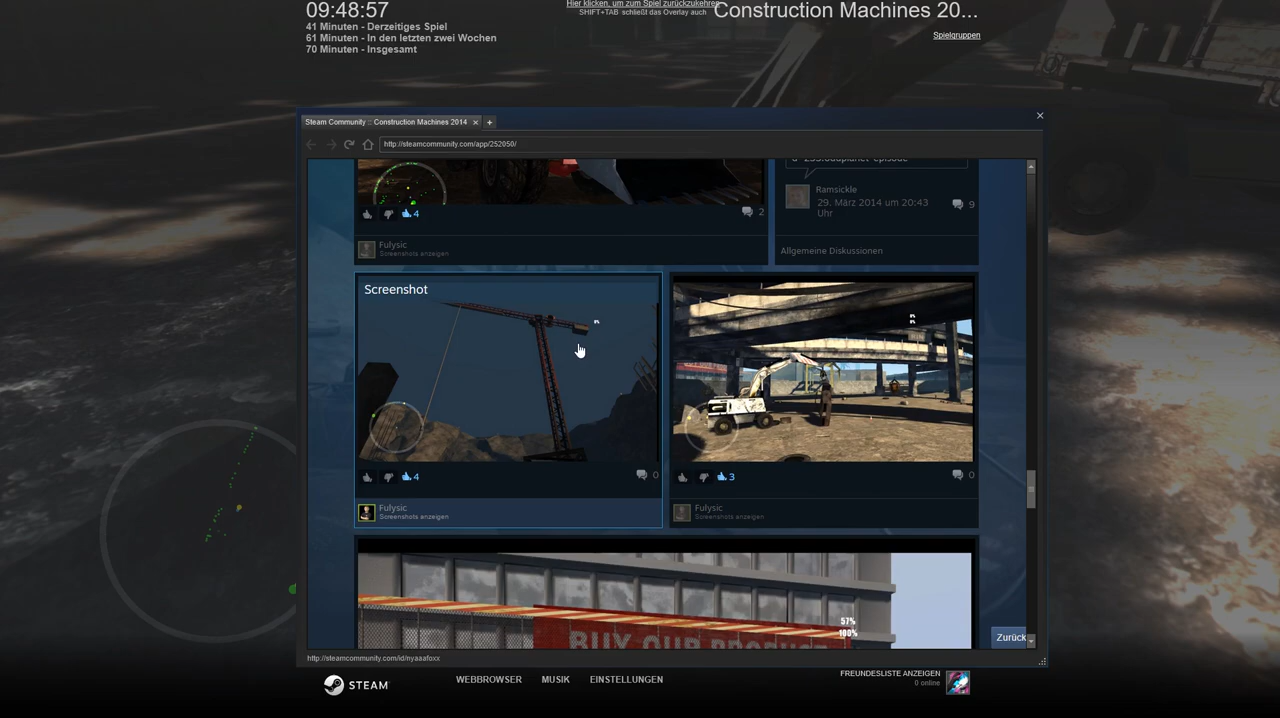 09:48:57
41 Minuten - Derzeitiges Spiel
61 Minuten - In den letzten zwei Wochen
70 Minuten - Insgesamt
Hier klicken, um zum Spiel zurückzukehren
SHIFT+TAB schließt das Overlay auch
Construction Machines 20...
Spielgruppen
Steam Community :: Construction Machines 2014
http://steamcommunity.com/app/252050/
4
2
Fulysic
Screenshots anzeigen
Ramsickle
29. März 2014 um 20:43
Uhr
9
Allgemeine Diskussionen
Screenshot
4
0
Fulysic
Screenshots anzeigen
3
0
Fulysic
Screenshots anzeigen
57%
100%
BUY OUR PRODUCT
Zurück
http://steamcommunity.com/id/nyaaafoxx
STEAM
WEBBROWSER
MUSIK
EINSTELLUNGEN
FREUNDESLISTE ANZEIGEN
0 online